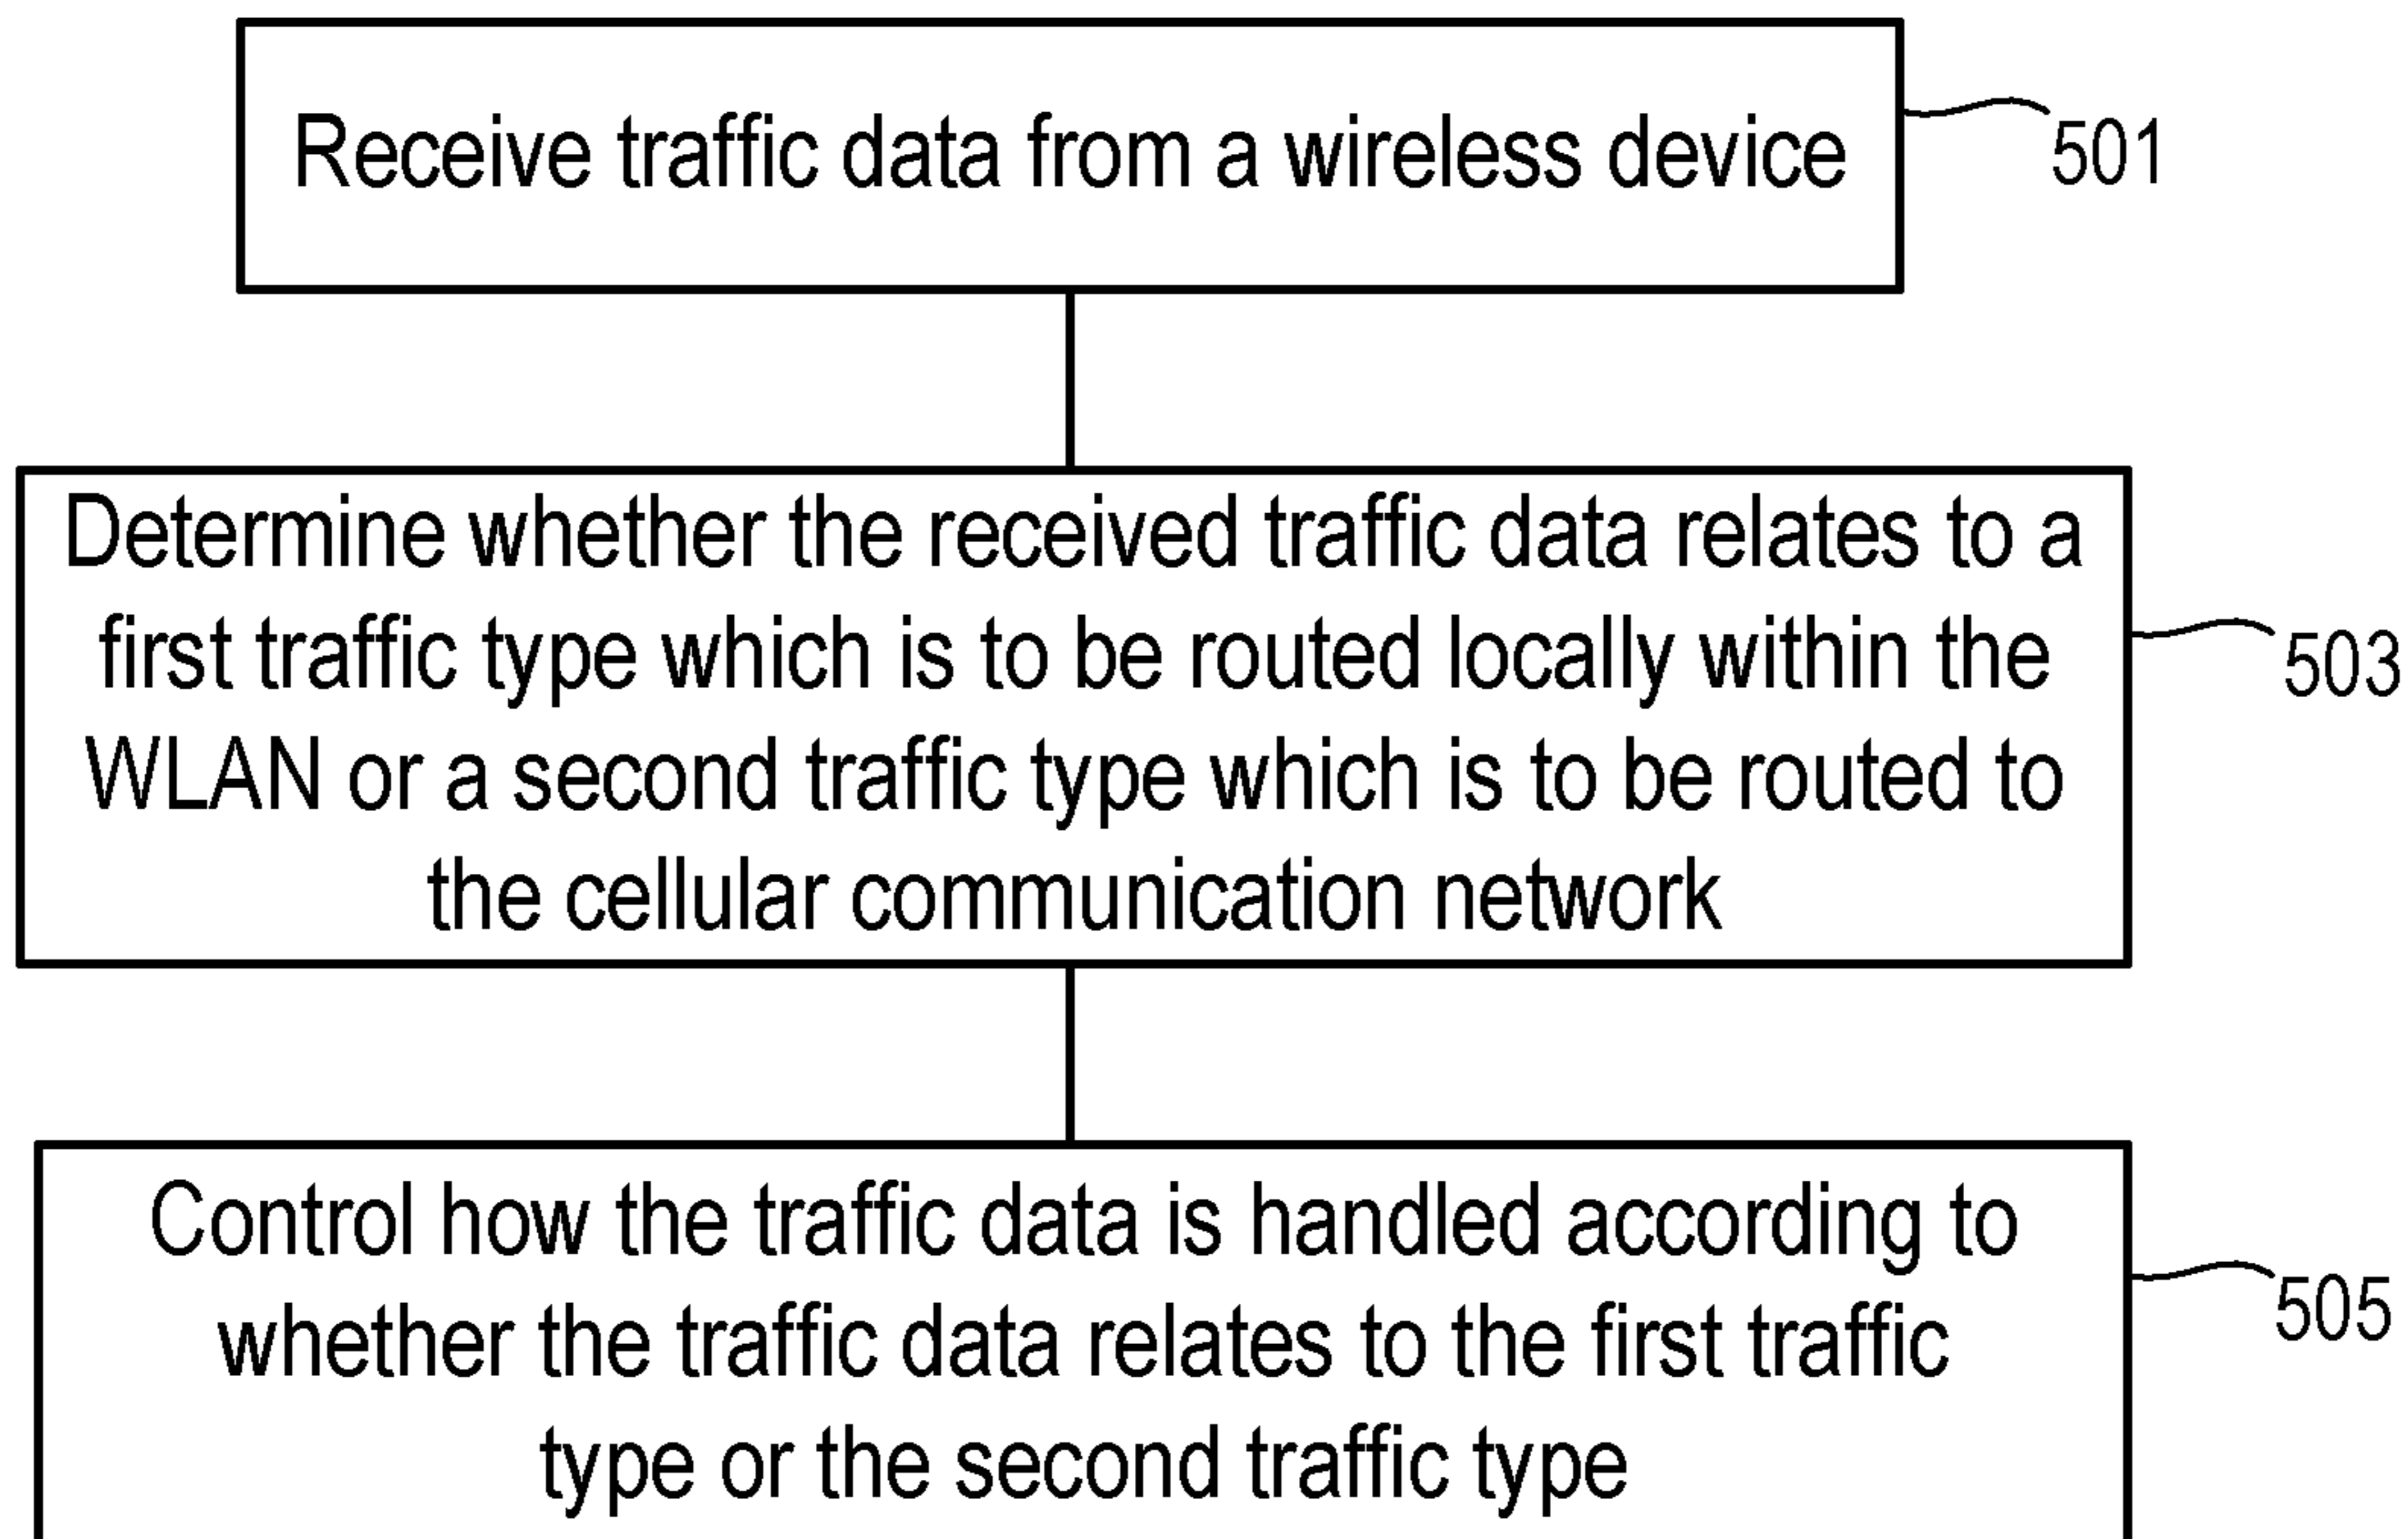 Receive traffic data from a wireless device
501
Determine whether the received traffic data relates to a
first traffic type which is to be routed locally within the
WLAN or a second traffic type which is to be routed to
the cellular communication network
503
Control how the traffic data is handled according to
whether the traffic data relates to the first traffic
type or the second traffic type
505